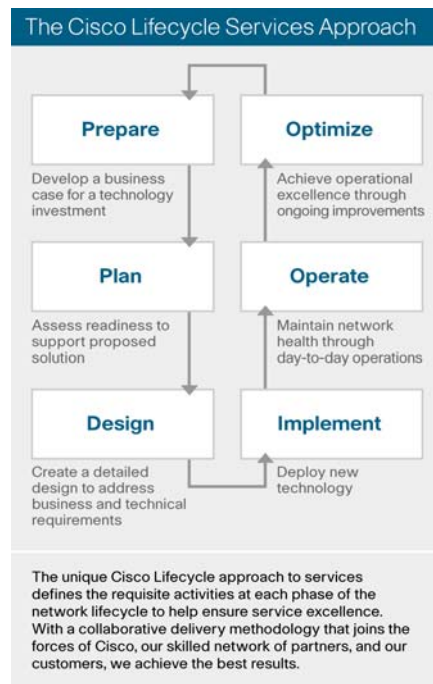 The Cisco Lifecycle Services Approach
Prepare
Develop a business
case for a technology
investment
Plan
Assess readiness to
support proposed
solution
Design
Create a detailed
design to address
business and technical
requirements
Implement
Deploy new
technology
Operate
Maintain network
health through
day-to-day operations
Optimize
Achieve operational
excellence through
ongoing improvements
The unique Cisco Lifecycle approach to services
defines the requisite activities at each phase of the
network lifecycle to help ensure service excellence.
With a collaborative delivery methodology that joins the
forces of Cisco, our skilled network of partners, and our
customers, we achieve the best results.